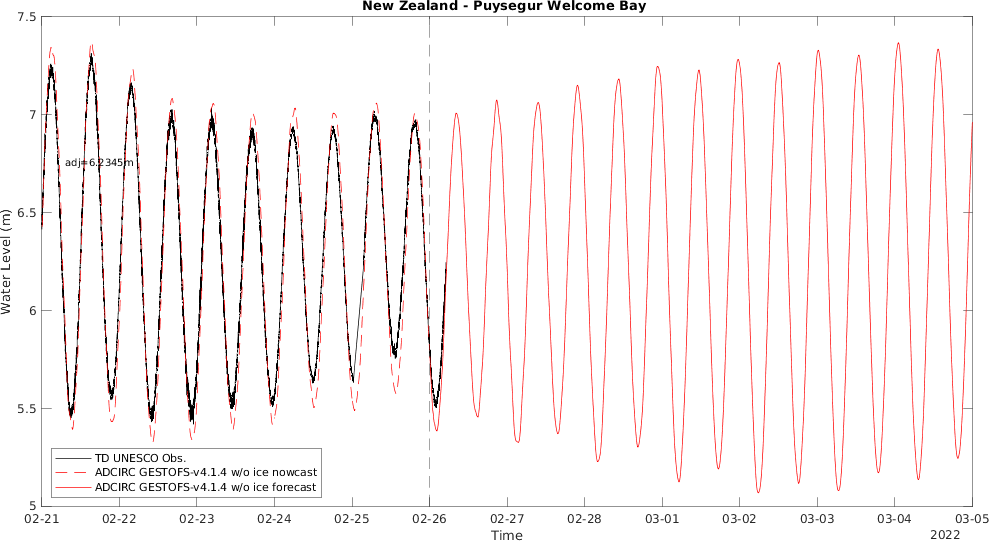 New Zealand - Puysegur Welcome Bay
7.5
7
6.5
6
5.5
5
Water Level (m)
adj=6.2345m
TD UNESCO Obs.
ADCIRC GESTOFS-v4.1.4 w/o ice nowcast
ADCIRC GESTOFS-v4.1.4 w/o ice forecast
02-21 02-22 02-23 02-24 02-25 02-26 02-27 02-28 03-01 03-02 03-03 03-04 03-05
Time
2022